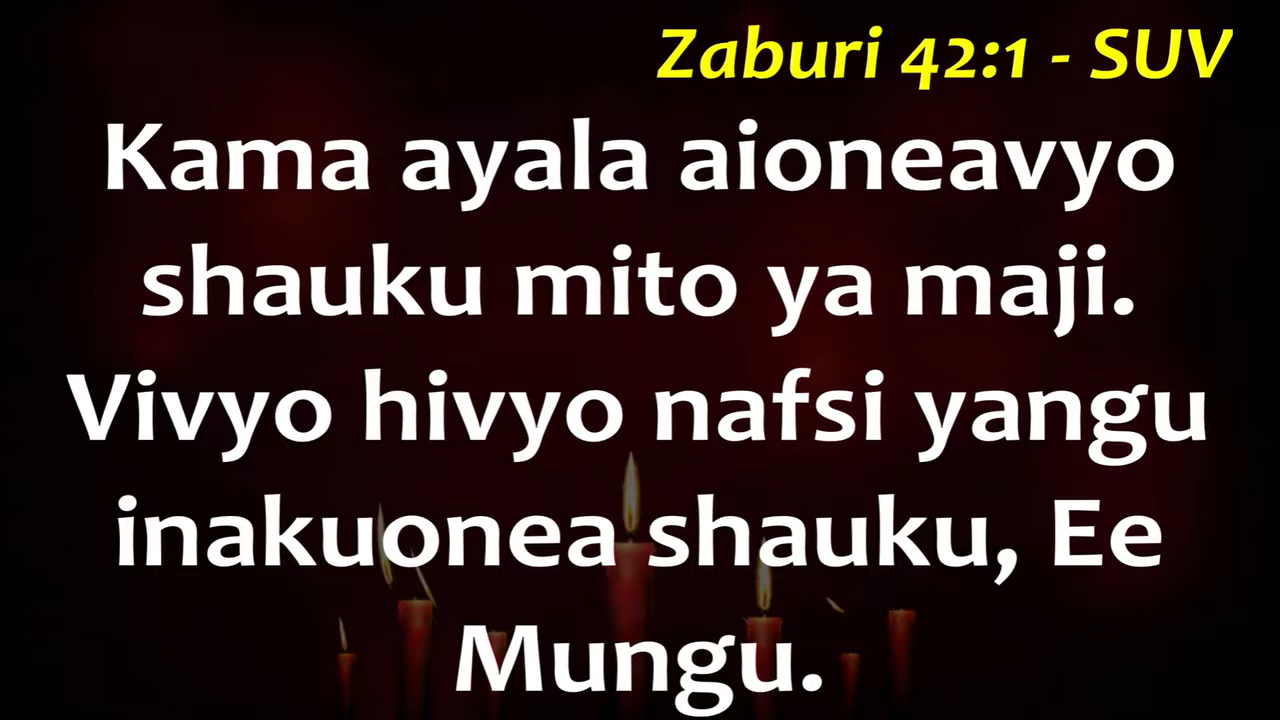 Zaburi 42:1 - SUV
Kama ayala aioneavyo
shauku mito ya maji.
Vivyo hivyo nafsi yangu
inakuonea shauku, Ee
Mungu.